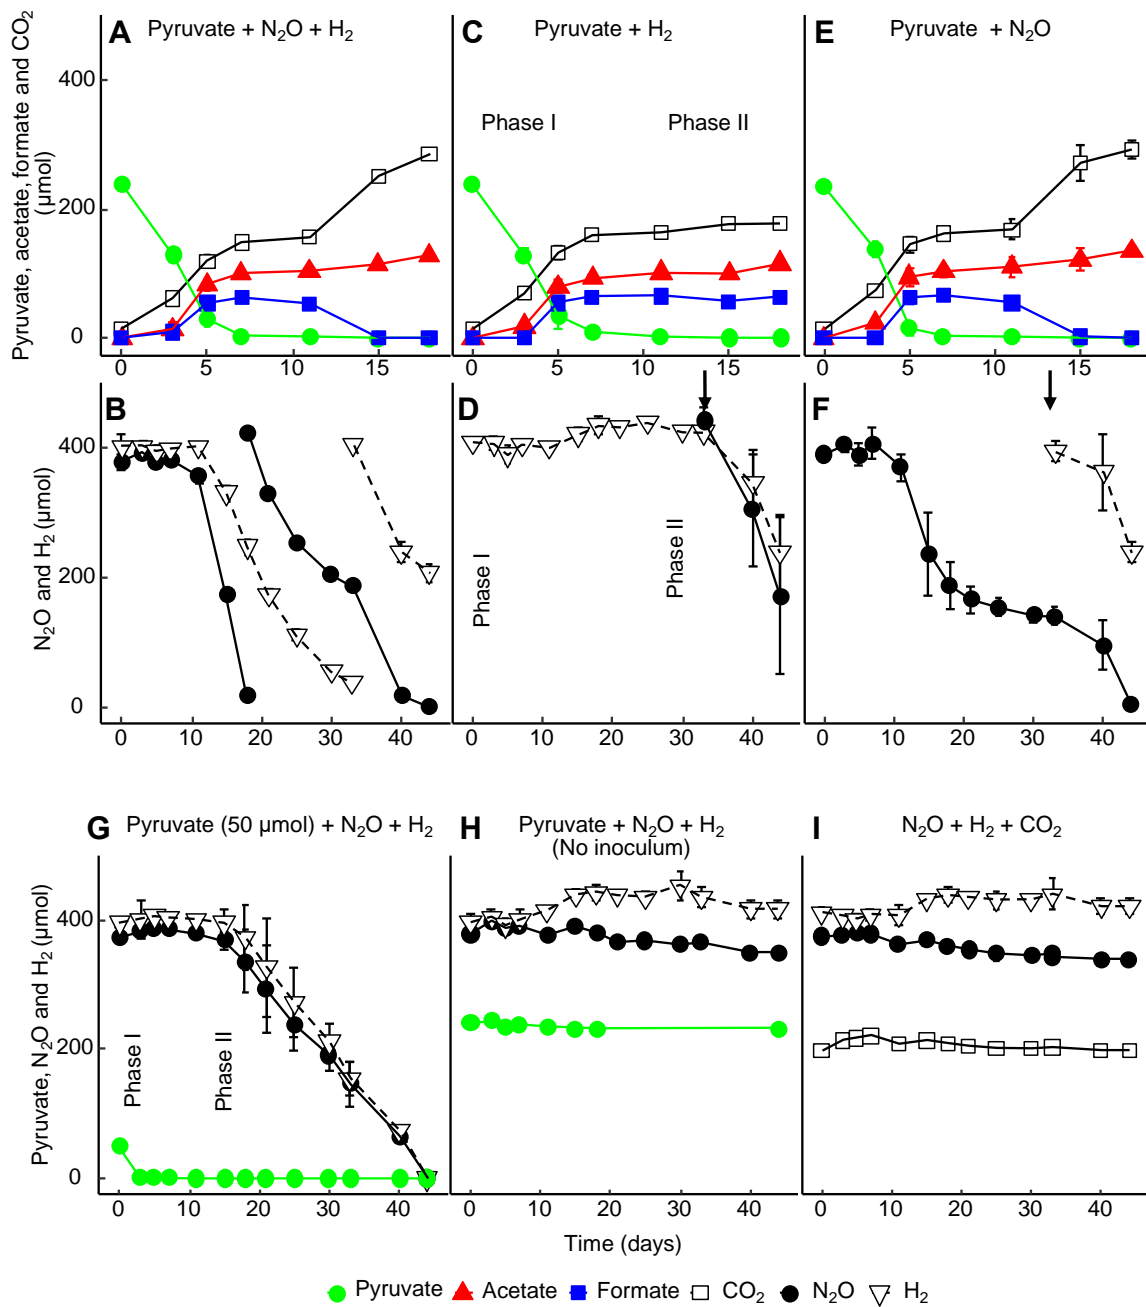 A Pyruvate + N₂O + H₂
C Pyruvate + H₂
E Pyruvate + N₂O
Pyruvate, acetate, formate and CO₂
(µmol)
400
200
0
Phase I
Phase II
0 5 10 15
0 5 10 15
0 5 10 15
B
D
F
N₂O and H₂ (µmol)
400
200
0
Phase I
Phase II
0 10 20 30 40
0 10 20 30 40
0 10 20 30 40
G Pyruvate (50 µmol) + N₂O + H₂
H Pyruvate + N₂O + H₂
(No inoculum)
I N₂O + H₂ + CO₂
Pyruvate, N₂O and H₂ (µmol)
400
200
0
Phase I
Phase II
0 10 20 30 40
0 10 20 30 40
0 10 20 30 40
Time (days)
Pyruvate Acetate Formate CO₂ N₂O H₂